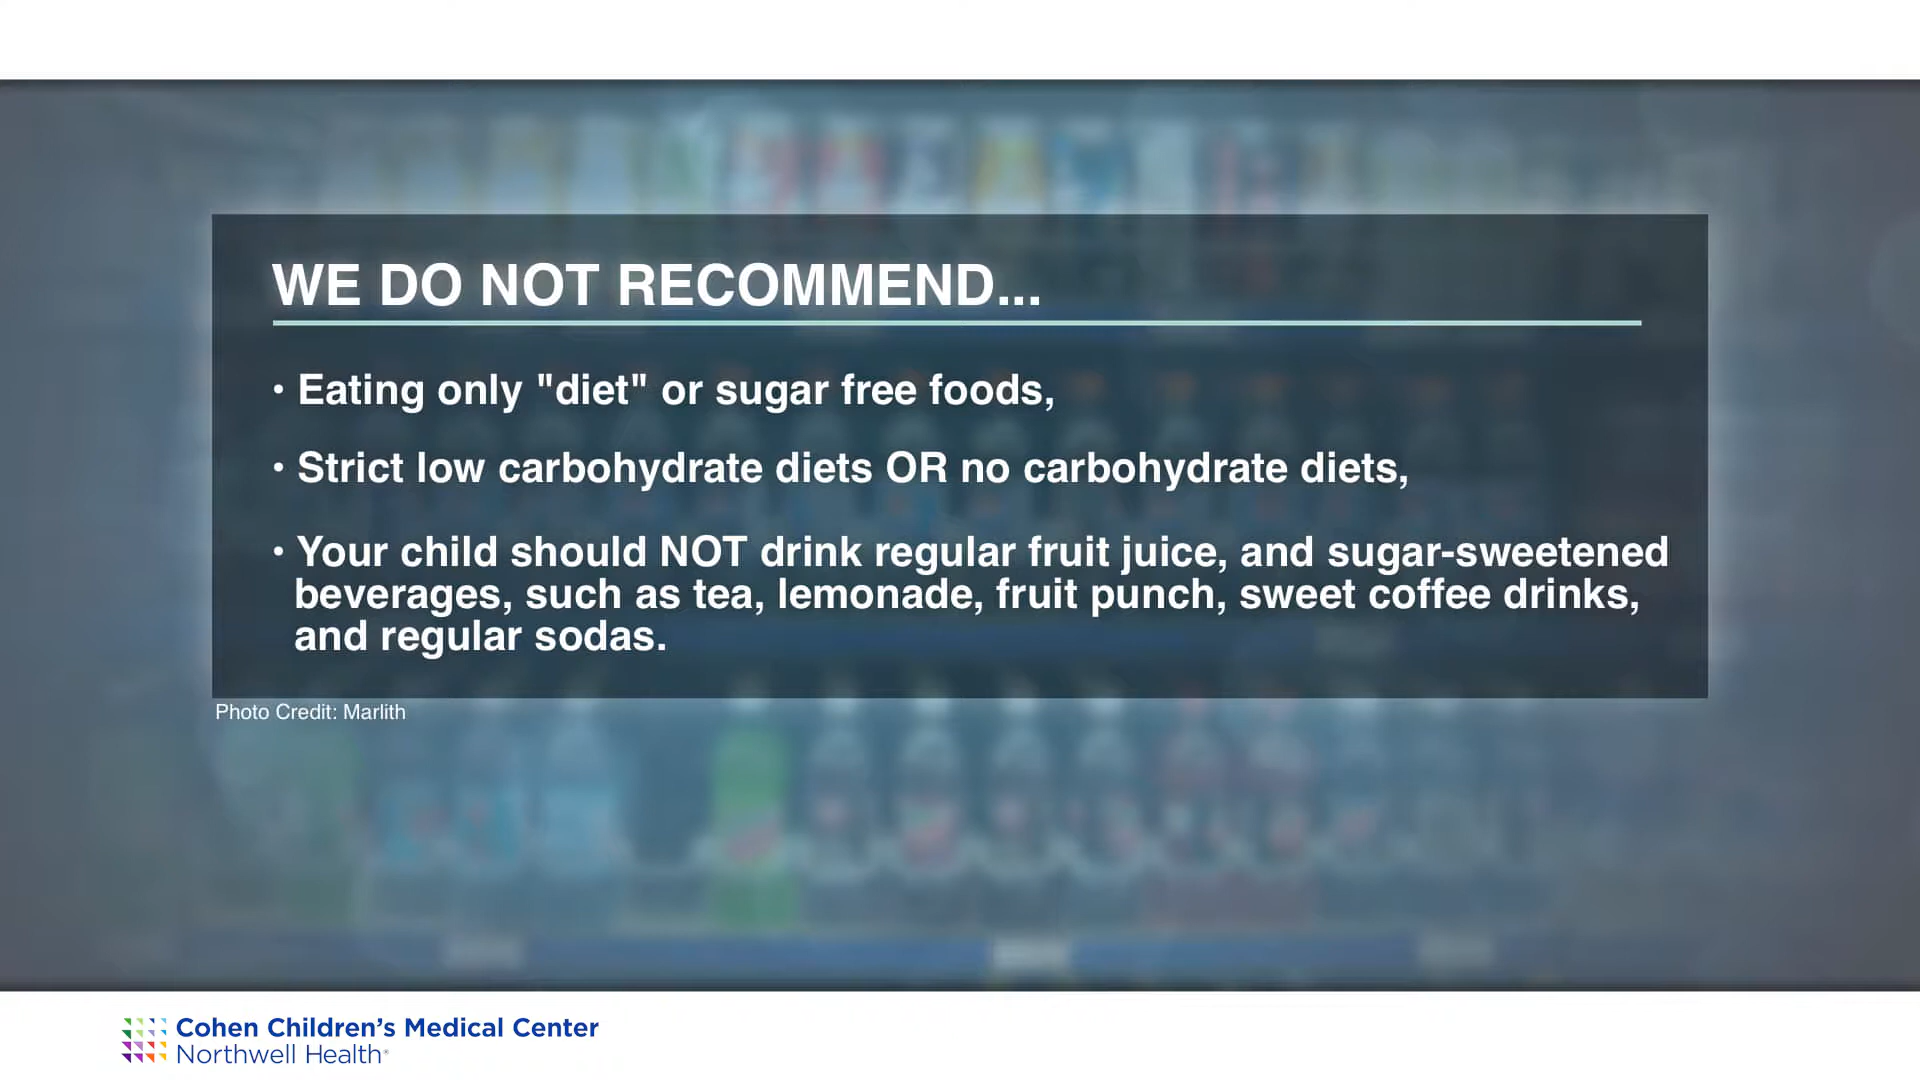 WE DO NOT RECOMMEND...
• Eating only "diet" or sugar free foods,
• Strict low carbohydrate diets OR no carbohydrate diets,
• Your child should NOT drink regular fruit juice, and sugar-sweetened
beverages, such as tea, lemonade, fruit punch, sweet coffee drinks,
and regular sodas.
Photo Credit: Marlith
Cohen Children's Medical Center
Northwell Health